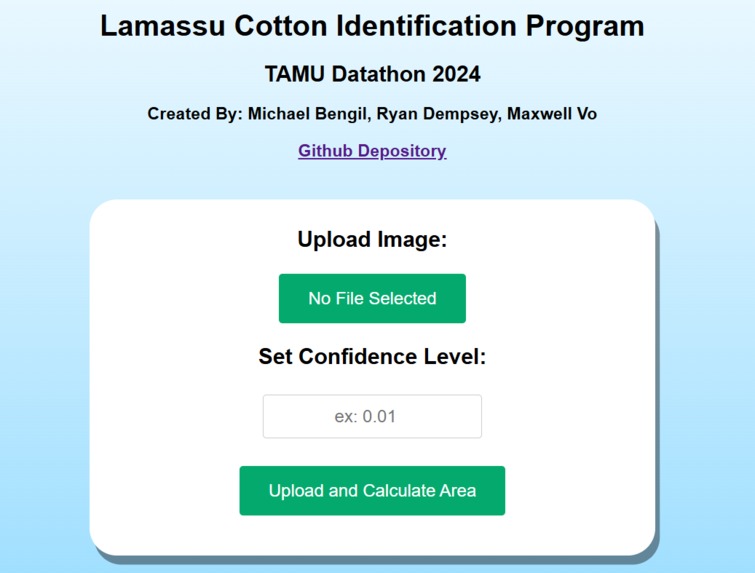 Lamassu Cotton Identification Program
TAMU Datathon 2024
Created By: Michael Bengil, Ryan Dempsey, Maxwell Vo
Github Depository
Upload Image:
No File Selected
Set Confidence Level:
ex: 0.01
Upload and Calculate Area